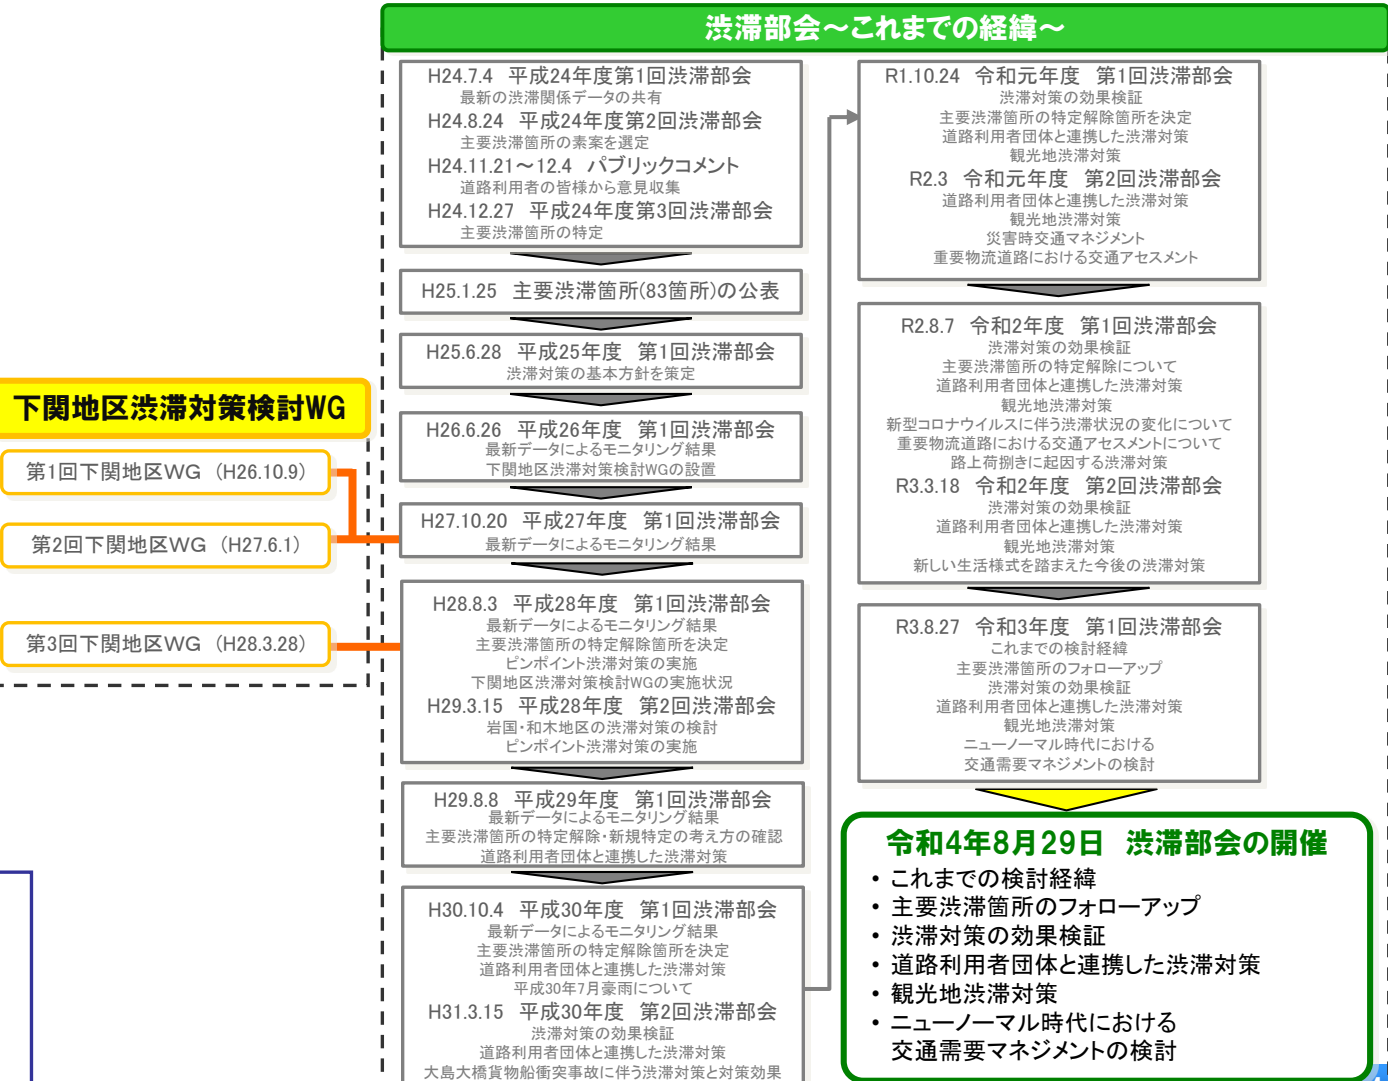 渋滞部会～これまでの経緯～
H24.7.4 平成24年度第1回渋滞部会
最新の渋滞関係データの共有
H24.8.24 平成24年度第2回渋滞部会
主要渋滞箇所の素案を選定
H24.11.21～12.4 パブリックコメント
道路利用者の皆様から意見収集
H24.12.27 平成24年度第3回渋滞部会
主要渋滞箇所の特定
H25.1.25 主要渋滞箇所(83箇所)の公表
H25.6.28 平成25年度 第1回渋滞部会
渋滞対策の基本方針を策定
H26.6.26 平成26年度 第1回渋滞部会
最新データによるモニタリング結果
下関地区渋滞対策検討WGの設置
H27.10.20 平成27年度 第1回渋滞部会
最新データによるモニタリング結果
H28.8.3 平成28年度 第1回渋滞部会
最新データによるモニタリング結果
主要渋滞箇所の特定解除箇所を決定
ピンポイント渋滞対策の実施
下関地区渋滞対策検討WGの実施状況
H29.3.15 平成28年度 第2回渋滞部会
岩国・和木地区の渋滞対策の検討
ピンポイント渋滞対策の実施
H29.8.8 平成29年度 第1回渋滞部会
最新データによるモニタリング結果
主要渋滞箇所の特定解除・新規特定の考え方の確認
道路利用者団体と連携した渋滞対策
H30.10.4 平成30年度 第1回渋滞部会
最新データによるモニタリング結果
主要渋滞箇所の特定解除箇所を決定
道路利用者団体と連携した渋滞対策
平成30年7月豪雨について
H31.3.15 平成30年度 第2回渋滞部会
渋滞対策の効果検証
道路利用者団体と連携した渋滞対策
大島大橋貨物船衝突事故に伴う渋滞対策と対策効果
下関地区渋滞対策検討WG
第1回下関地区WG (H26.10.9)
第2回下関地区WG (H27.6.1)
第3回下関地区WG (H28.3.28)
R1.10.24 令和元年度 第1回渋滞部会
渋滞対策の効果検証
主要渋滞箇所の特定解除箇所を決定
道路利用者団体と連携した渋滞対策
観光地渋滞対策
R2.3 令和元年度 第2回渋滞部会
道路利用者団体と連携した渋滞対策
観光地渋滞対策
災害時交通マネジメント
重要物流道路における交通アセスメント
R2.8.7 令和2年度 第1回渋滞部会
渋滞対策の効果検証
主要渋滞箇所の特定解除について
道路利用者団体と連携した渋滞対策
観光地渋滞対策
新型コロナウイルスに伴う渋滞状況の変化について
重要物流道路における交通アセスメントについて
路上荷捌きに起因する渋滞対策
R3.3.18 令和2年度 第2回渋滞部会
渋滞対策の効果検証
道路利用者団体と連携した渋滞対策
観光地渋滞対策
新しい生活様式を踏まえた今後の渋滞対策
R3.8.27 令和3年度 第1回渋滞部会
これまでの検討経緯
主要渋滞箇所のフォローアップ
渋滞対策の効果検証
道路利用者団体と連携した渋滞対策
観光地渋滞対策
ニューノーマル時代における
交通需要マネジメントの検討
令和4年8月29日 渋滞部会の開催
・これまでの検討経緯
・主要渋滞箇所のフォローアップ
・渋滞対策の効果検証
・道路利用者団体と連携した渋滞対策
・観光地渋滞対策
・ニューノーマル時代における
交通需要マネジメントの検討